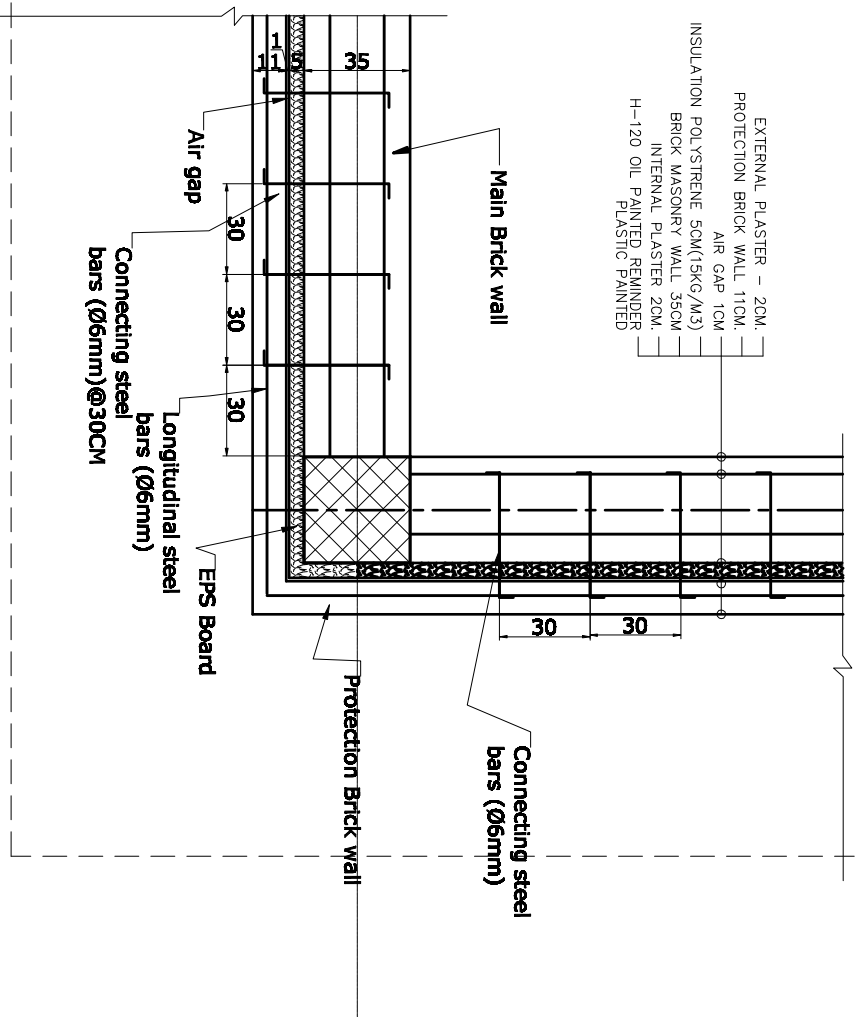 EXTERNAL PLASTER - 2CM.
PROTECTION BRICK WALL 11CM.
AIR GAP 1CM
INSULATION POLYSTRENE 5CM(15KG/M3)
BRICK MASONRY WALL 35CM
INTERNAL PLASTER 2CM.
H-120 OIL PAINTED REMINDER
PLASTIC PAINTED
Main Brick wall
1
11
5
35
Air gap
30
30
30
Connecting steel
bars (Ø6mm)@30CM
Longitudinal steel
bars (Ø6mm)
EPS Board
30
30
Protection Brick wall
Connecting steel
bars (Ø6mm)